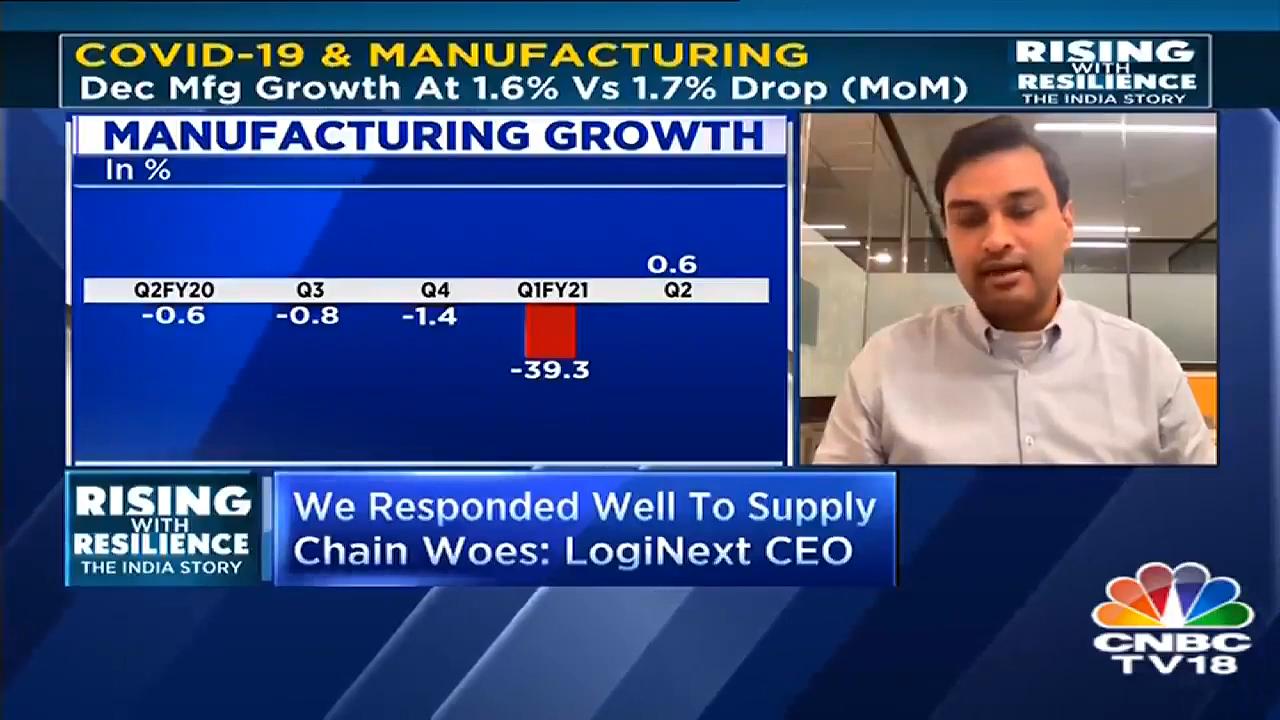 COVID-19 & MANUFACTURING
Dec Mfg Growth At 1.6% Vs 1.7% Drop (MoM)
RISING
WITH
RESILIENCE
THE INDIA STORY
MANUFACTURING GROWTH
In %
0.6
Q2FY20 Q3 Q4 Q1FY21 Q2
-0.6 -0.8 -1.4
-39.3
RISING
WITH
RESILIENCE
THE INDIA STORY
We Responded Well To Supply
Chain Woes: LogiNext CEO
CNBC
TV18